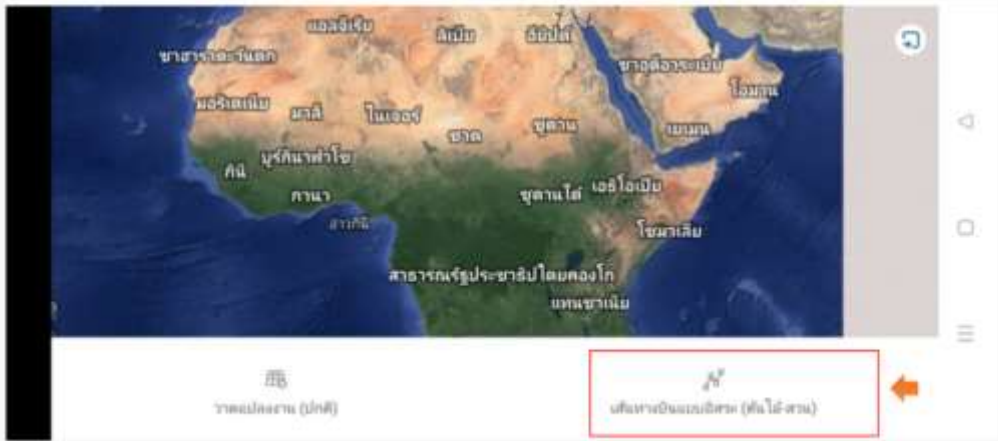 แอลจีเรีย ลิเบีย อียิปต์
ซาฮาราตะวันตก ซาอุดีอาระเบีย
โอมาน
มอริเตเนีย มาลี ไนเจอร์ ชาด ซูดาน เยเมน
บูร์กินาฟาโซ
กินี
กานา ซูดานใต้ เอธิโอเปีย
อ่าวกินี โซมาเลีย
สาธารณรัฐประชาธิปไตยคองโก
แทนซาเนีย
วาดแปลงงาน (ปกติ) เส้นทางบินแบบอิสระ (ต้นไม้-สวน)